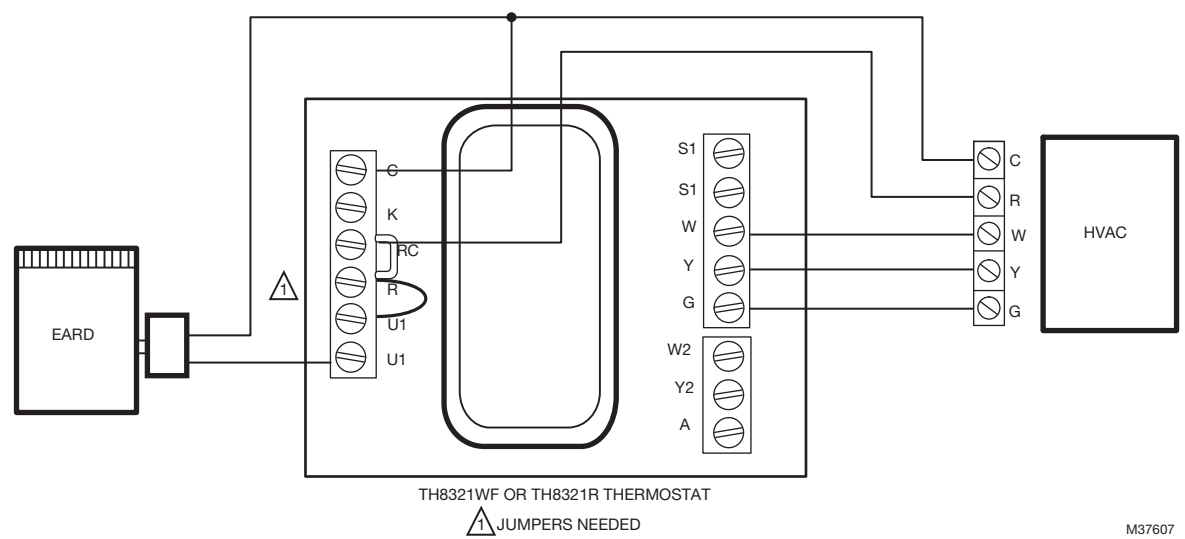 C
K
RC
R
U1
U1
S1
S1
W
Y
G
W2
Y2
A
C
R
W
Y
G
HVAC
EARD
1
TH8321WF OR TH8321R THERMOSTAT
1 JUMPERS NEEDED
M37607